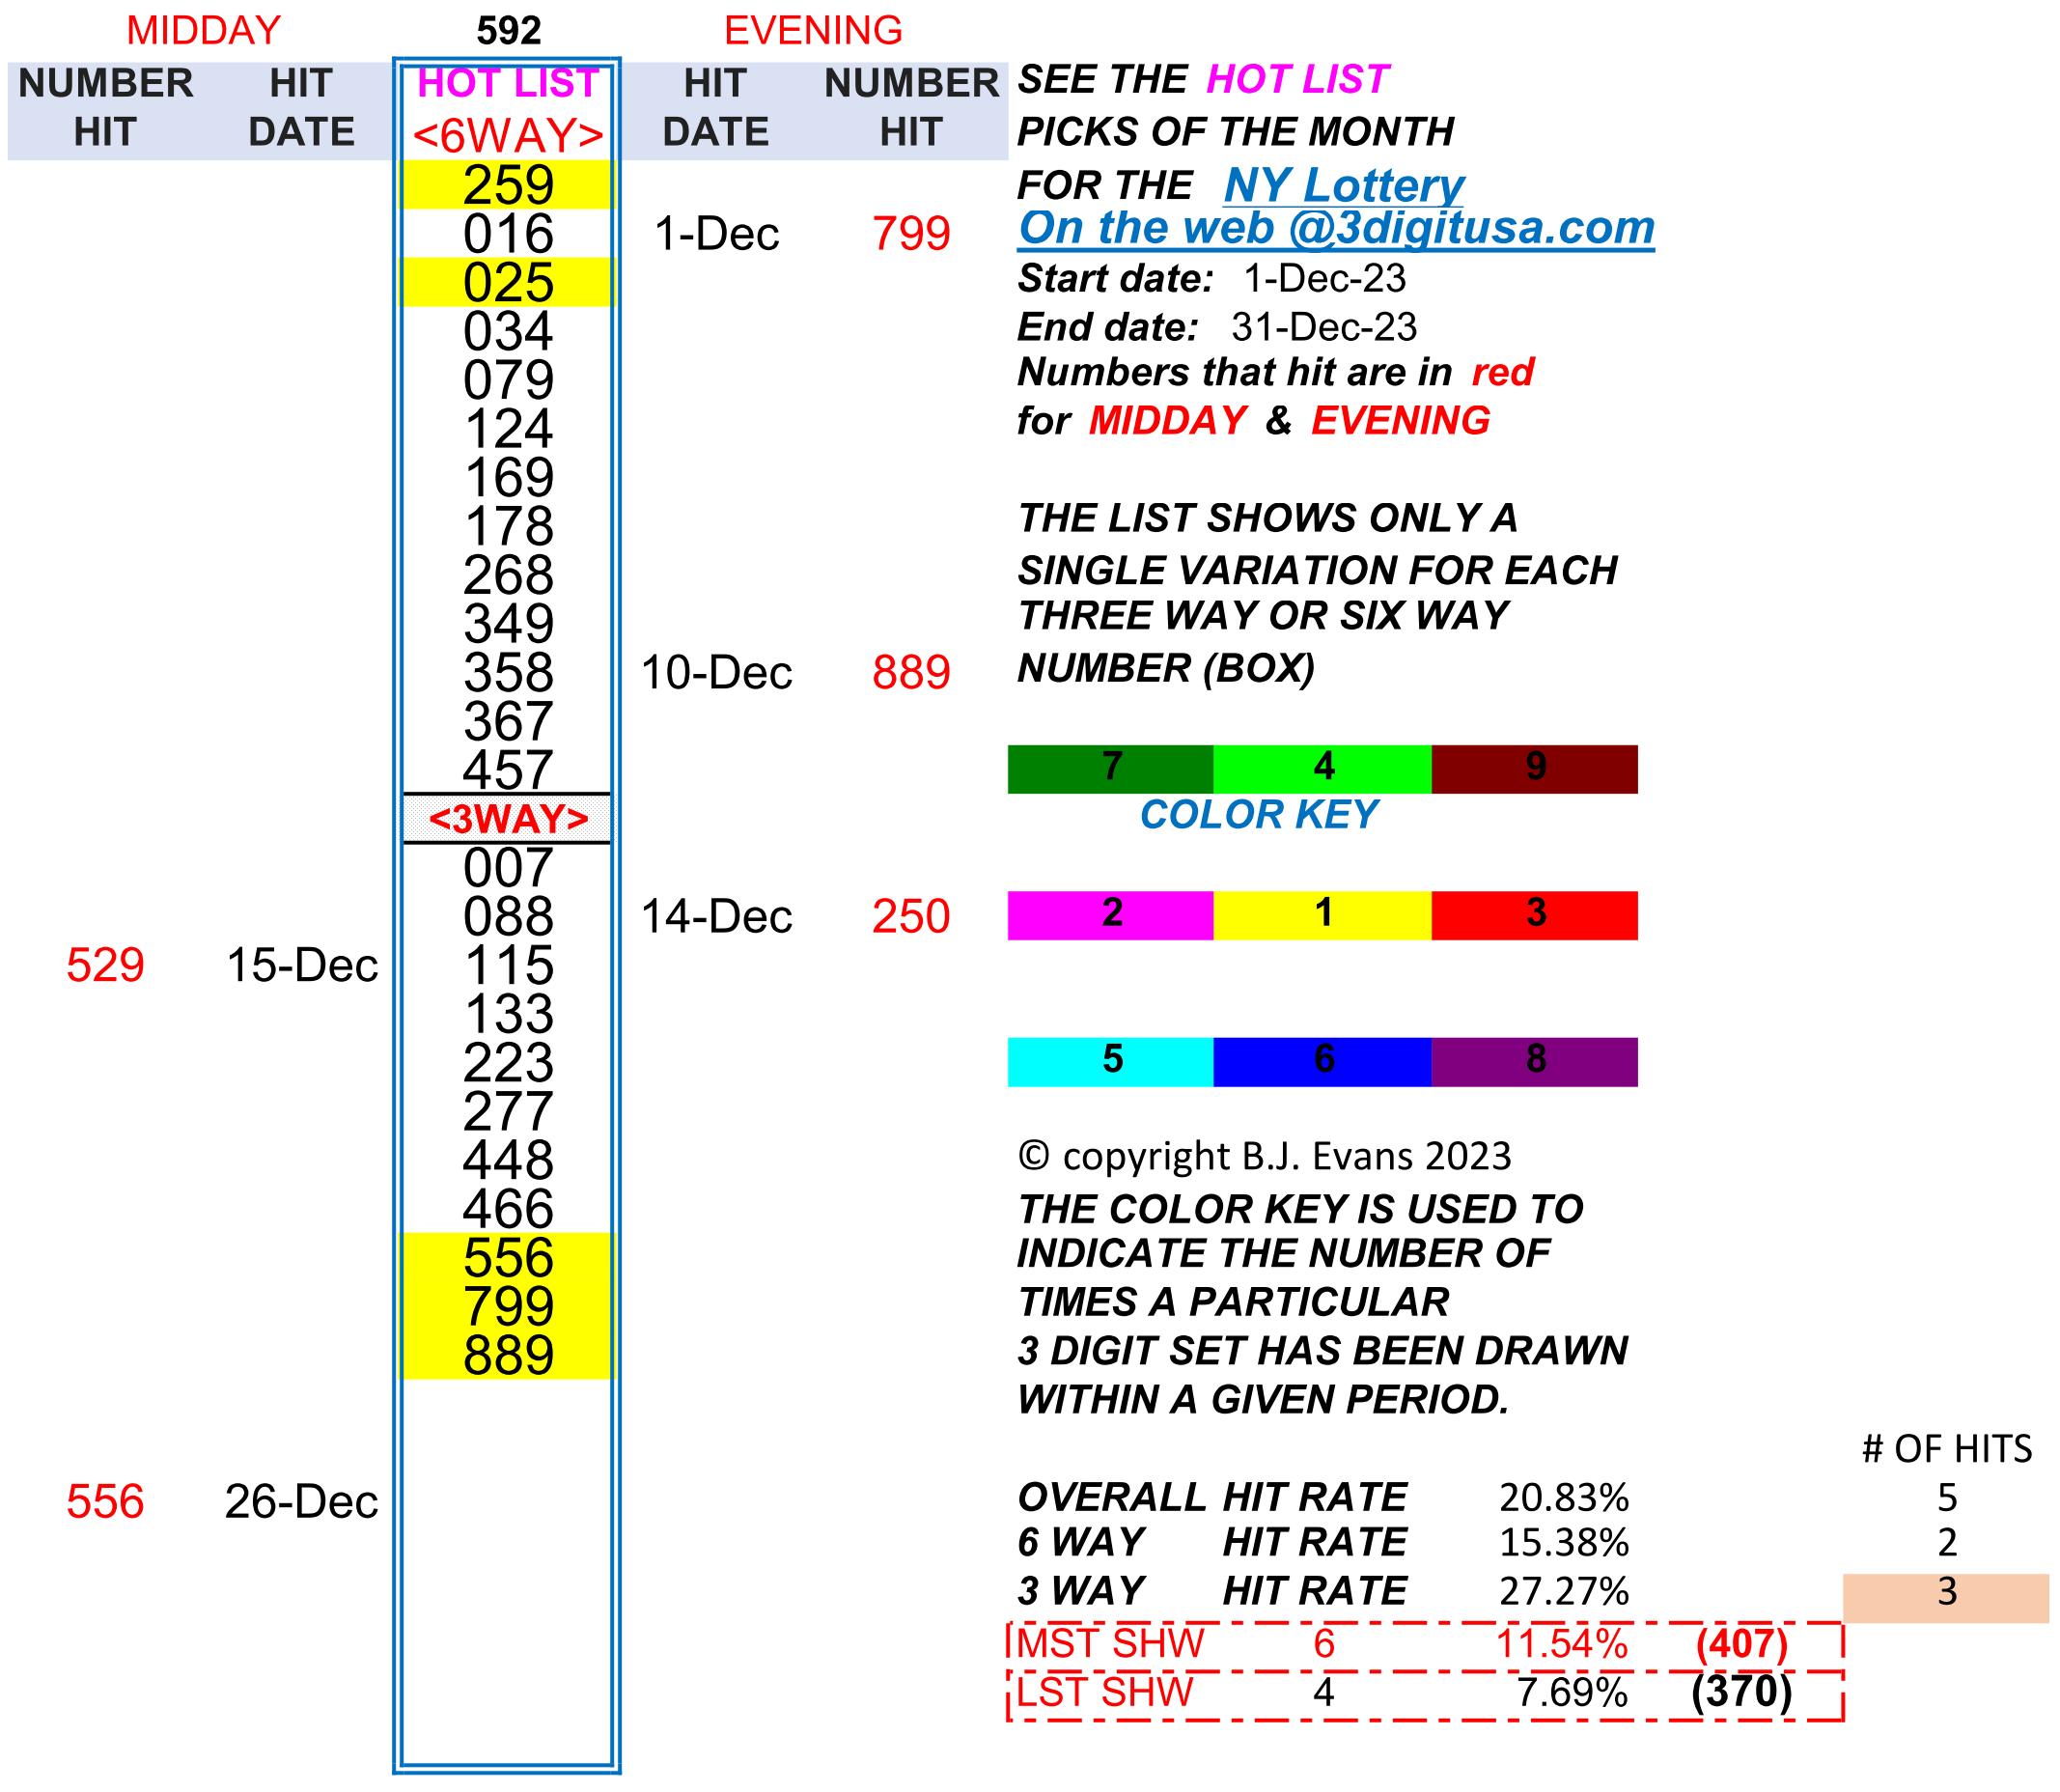 MIDDAY 592 EVENING
NUMBER HIT HOT LIST HIT NUMBER SEE THE HOT LIST
HIT DATE <6WAY> DATE HIT PICKS OF THE MONTH
259 FOR THE NY Lottery
016 1-Dec 799 On the web @3digitusa.com
025 Start date: 1-Dec-23
034 End date: 31-Dec-23
079 Numbers that hit are in red
124 for MIDDAY & EVENING
169
178 THE LIST SHOWS ONLY A
268 SINGLE VARIATION FOR EACH
349 THREE WAY OR SIX WAY
358 10-Dec 889 NUMBER (BOX)
367
457 7 4 9
<3WAY> COLOR KEY
007
088 14-Dec 250 2 1 3
529 15-Dec 115
133
223 5 6 8
277
448 © copyright B.J. Evans 2023
466 THE COLOR KEY IS USED TO
556 INDICATE THE NUMBER OF
799 TIMES A PARTICULAR
889 3 DIGIT SET HAS BEEN DRAWN
WITHIN A GIVEN PERIOD.
# OF HITS
556 26-Dec OVERALL HIT RATE 20.83% 5
6 WAY HIT RATE 15.38% 2
3 WAY HIT RATE 27.27% 3
MST SHW 6 11.54% (407)
LST SHW 4 7.69% (370)